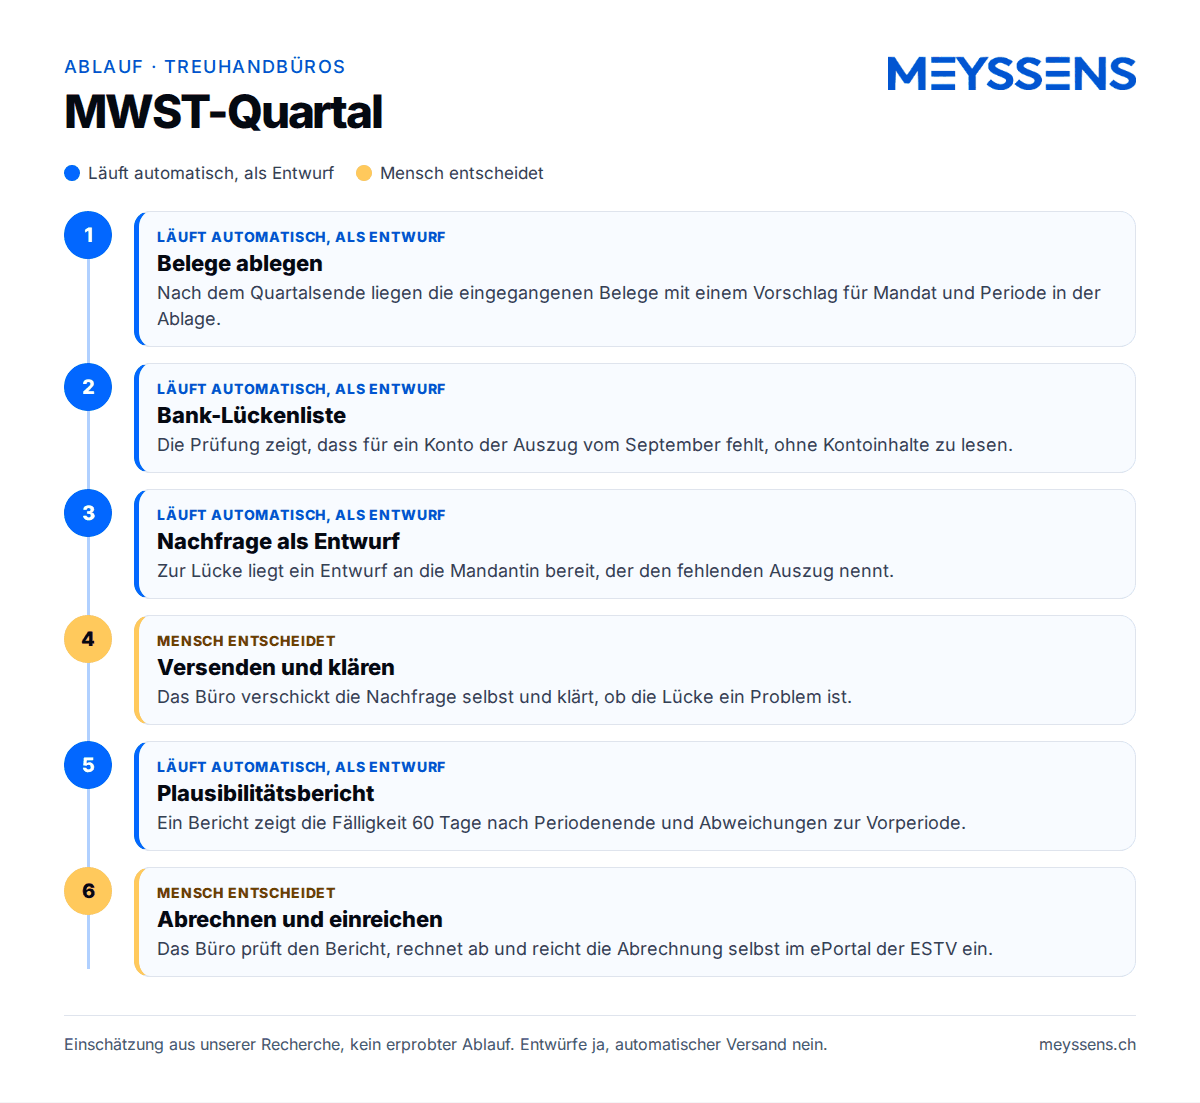 ABLAUF · TREUHANDBÜROS
MEYSSENS
MWST-Quartal
Läuft automatisch, als Entwurf
Mensch entscheidet
1
LÄUFT AUTOMATISCH, ALS ENTWURF
Belege ablegen
Nach dem Quartalsende liegen die eingegangenen Belege mit einem Vorschlag für Mandat und Periode in der
Ablage.
2
LÄUFT AUTOMATISCH, ALS ENTWURF
Bank-Lückenliste
Die Prüfung zeigt, dass für ein Konto der Auszug vom September fehlt, ohne Kontoinhalte zu lesen.
3
LÄUFT AUTOMATISCH, ALS ENTWURF
Nachfrage als Entwurf
Zur Lücke liegt ein Entwurf an die Mandantin bereit, der den fehlenden Auszug nennt.
4
MENSCH ENTSCHEIDET
Versenden und klären
Das Büro verschickt die Nachfrage selbst und klärt, ob die Lücke ein Problem ist.
5
LÄUFT AUTOMATISCH, ALS ENTWURF
Plausibilitätsbericht
Ein Bericht zeigt die Fälligkeit 60 Tage nach Periodenende und Abweichungen zur Vorperiode.
6
MENSCH ENTSCHEIDET
Abrechnen und einreichen
Das Büro prüft den Bericht, rechnet ab und reicht die Abrechnung selbst im ePortal der ESTV ein.
Einschätzung aus unserer Recherche, kein erprobter Ablauf. Entwürfe ja, automatischer Versand nein.
meyssens.ch